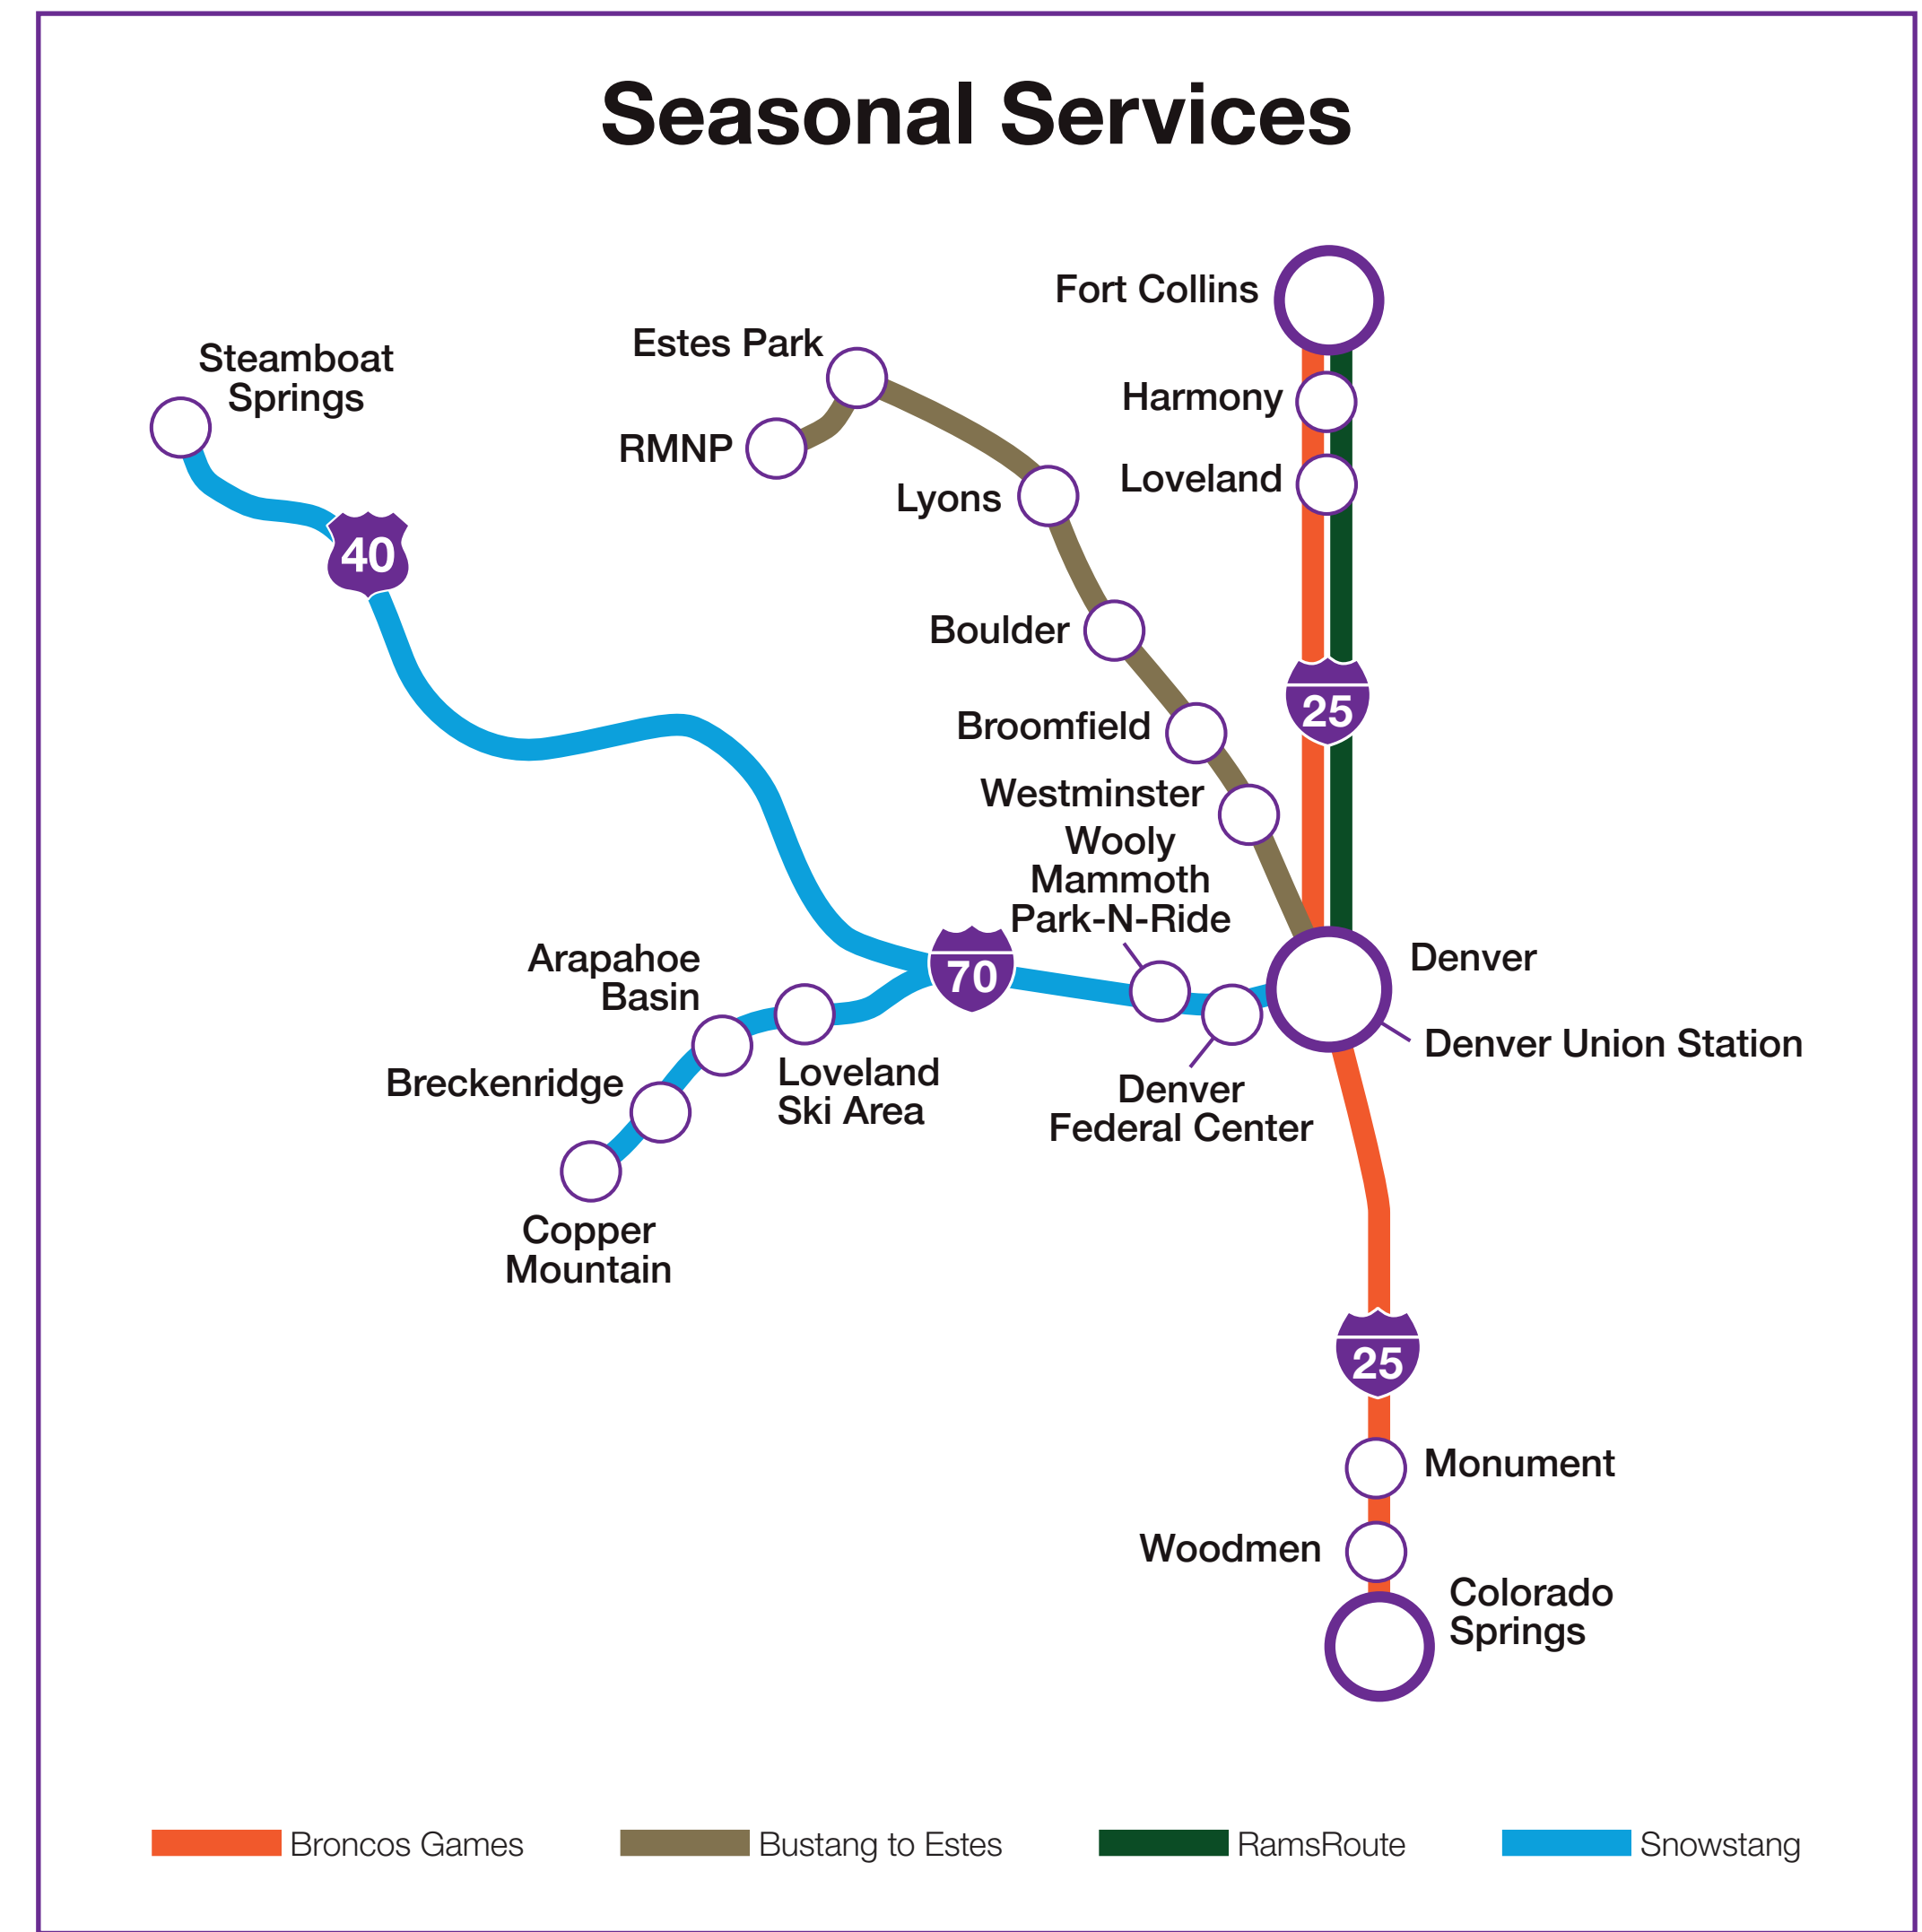 Seasonal Services
Fort Collins
Estes Park
Steamboat
Springs
Harmony
RMNP
Loveland
Lyons
40
Boulder
25
Broomfield
Westminster
Wooly
Mammoth
Park-N-Ride
Arapahoe
Basin
70
Denver
Denver Union Station
Breckenridge
Loveland
Ski Area
Denver
Federal Center
Copper
Mountain
25
Monument
Woodmen
Colorado
Springs
Broncos Games
Bustang to Estes
RamsRoute
Snowstang